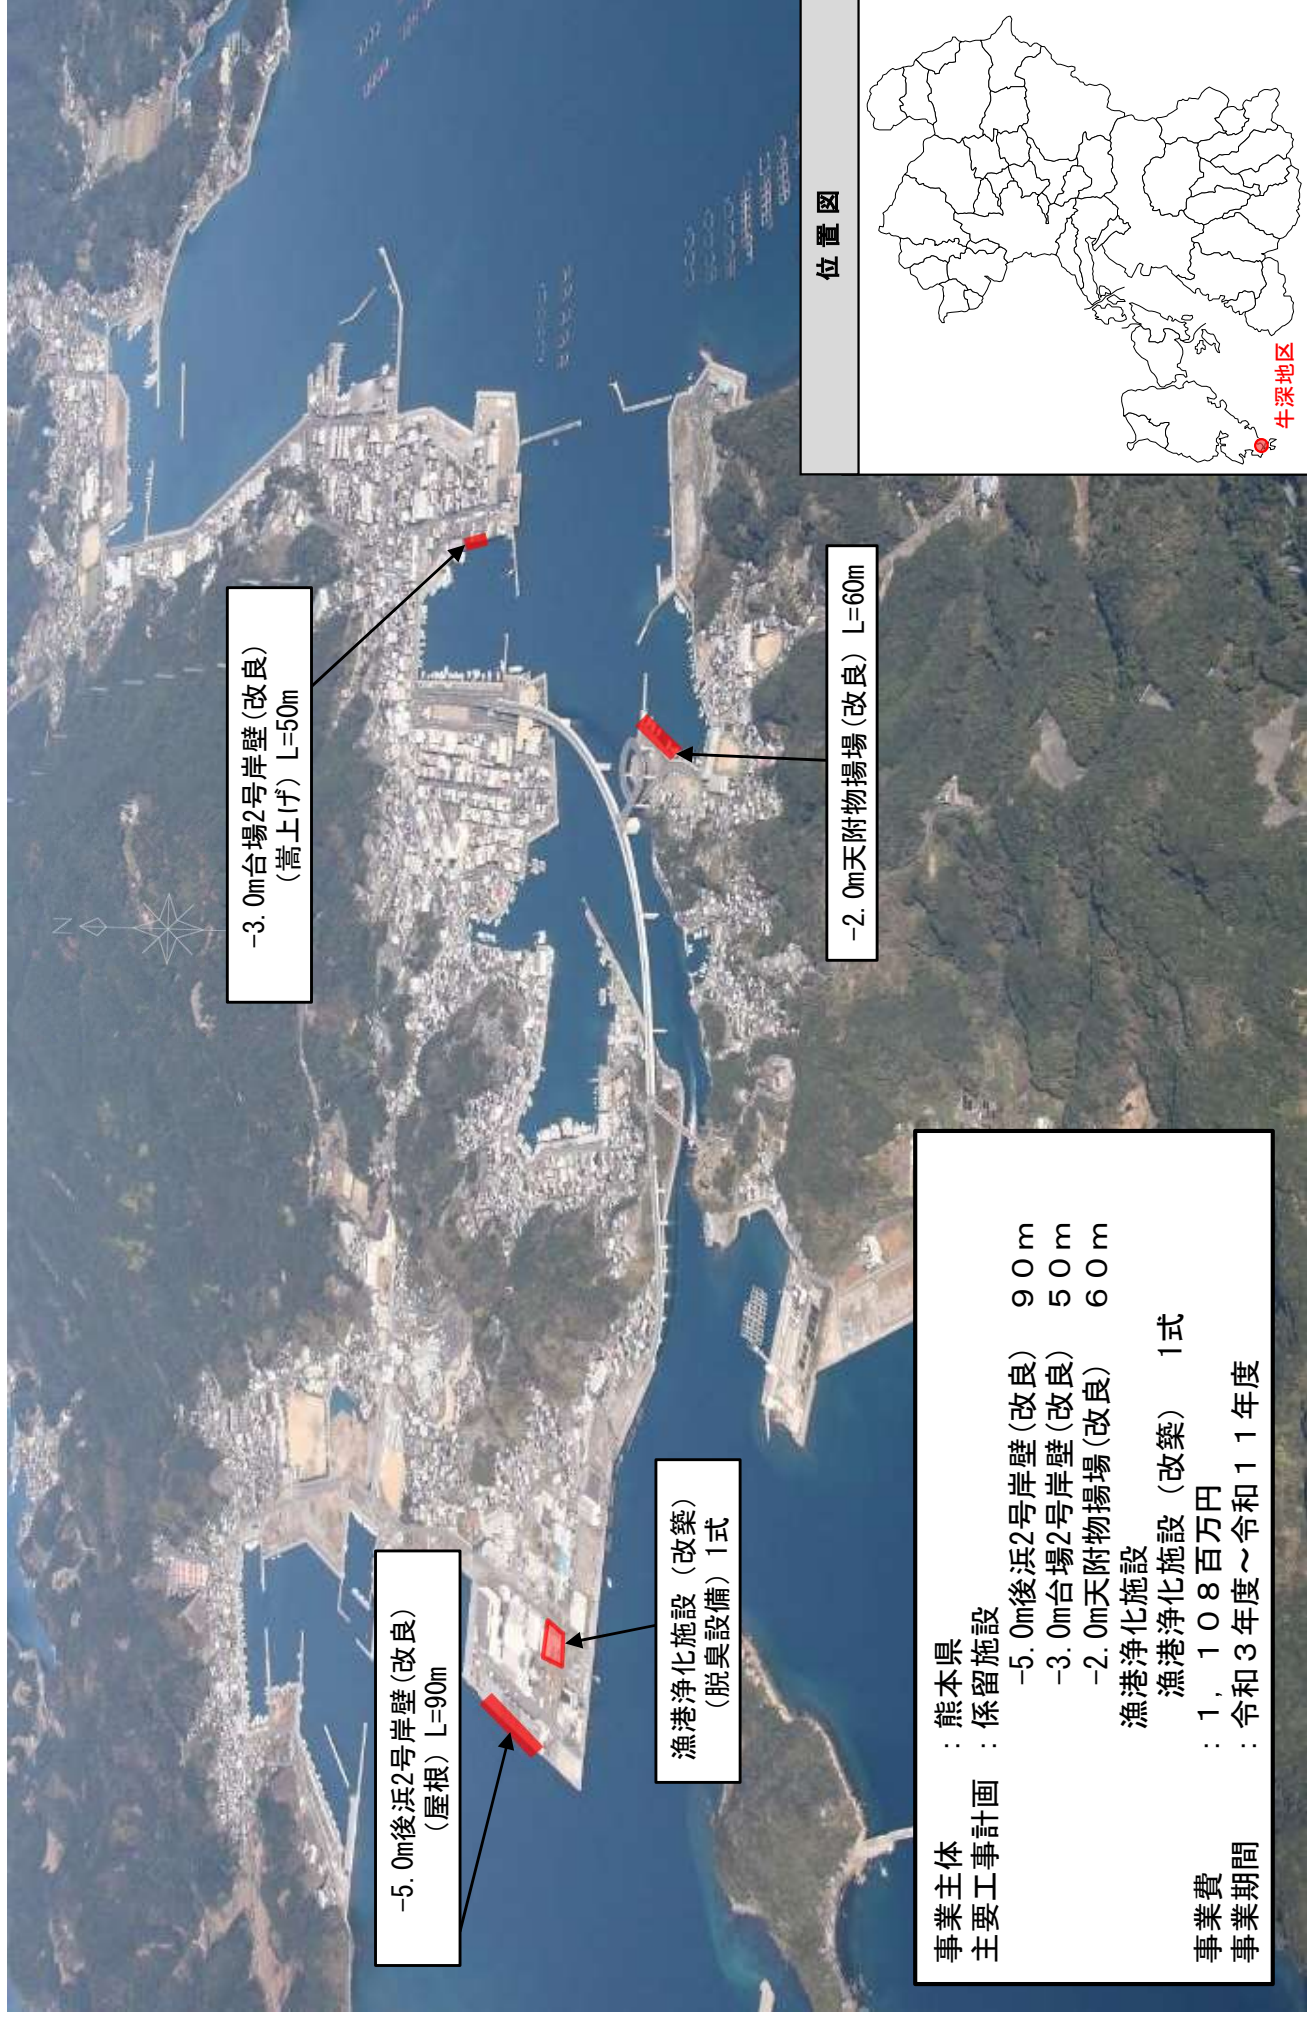 -5.0m後浜2号岸壁(改良)
(屋根) L=90m
漁港浄化施設(改築)
(脱臭設備) 1式
-3.0m台場2号岸壁(改良)
(嵩上げ) L=50m
N
-2.0m天附物揚場(改良) L=60m
位置図
牛深地区
事業主体 : 熊本県
主要工事計画 : 係留施設
-5.0m後浜2号岸壁(改良) 90m
-3.0m台場2号岸壁(改良) 50m
-2.0m天附物揚場(改良) 60m
漁港浄化施設
漁港浄化施設(改築) 1式
事業費 : 1,108百万円
事業期間 : 令和3年度~令和11年度